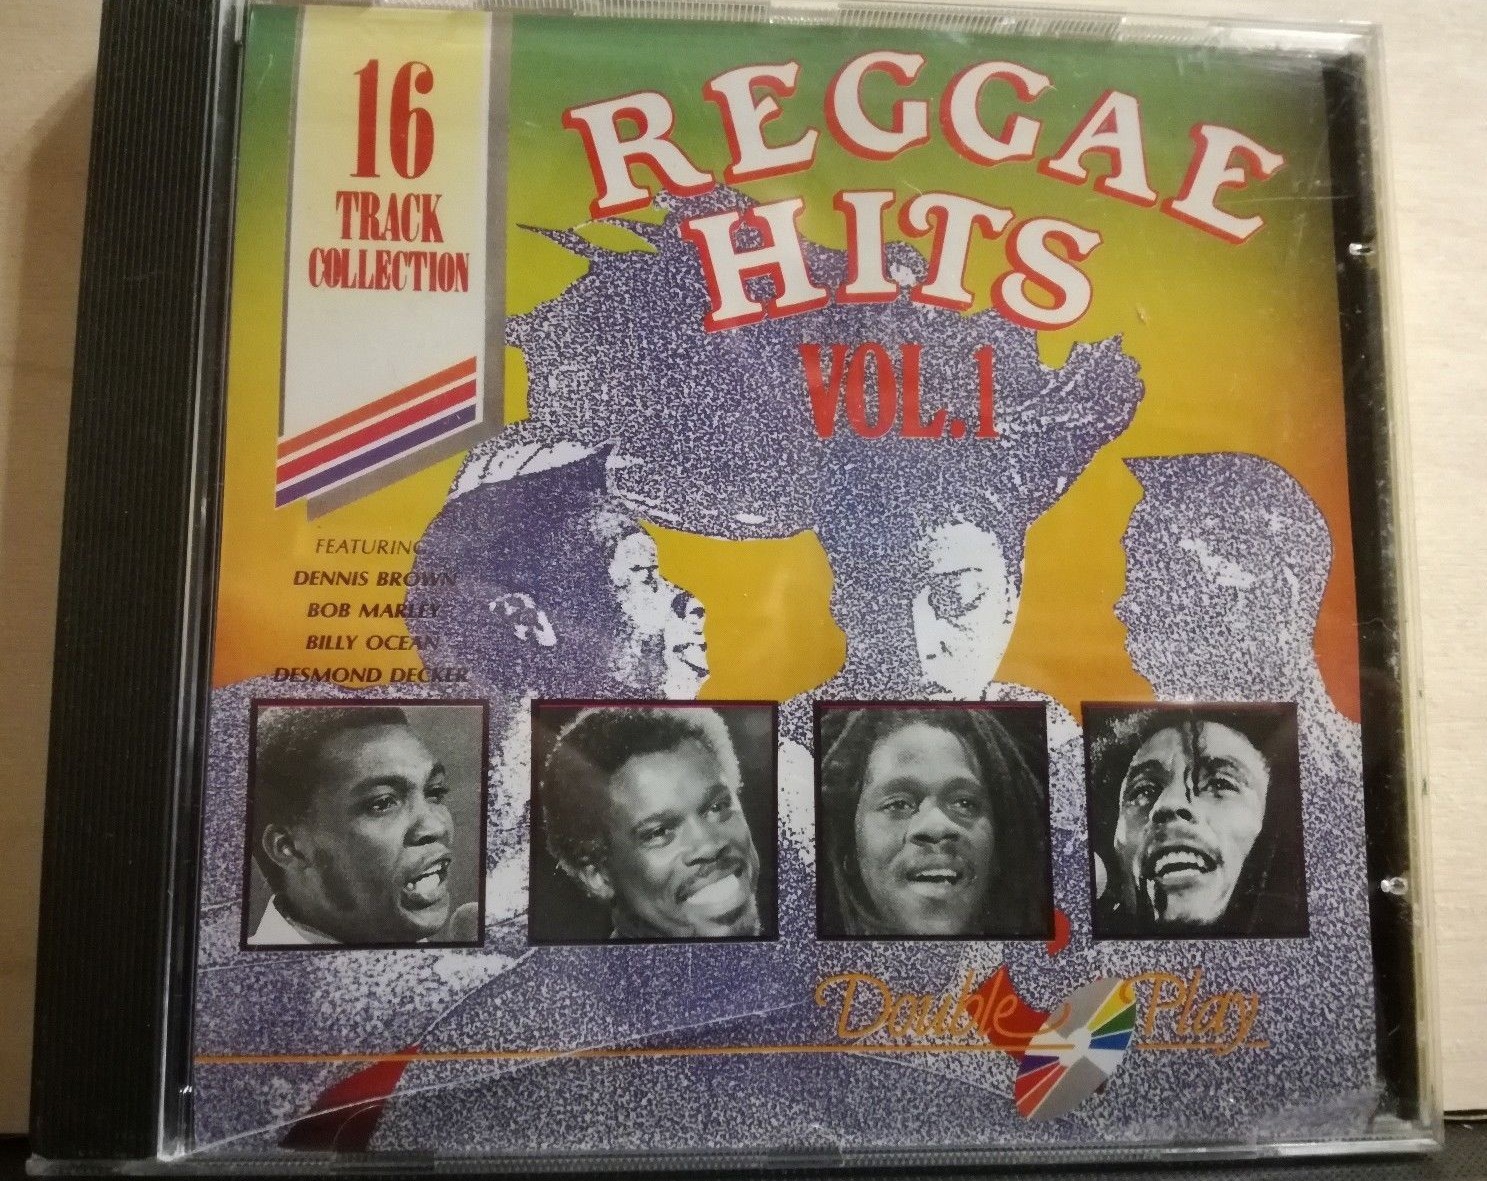 16
TRACK
COLLECTION
REGGAE
HITS
VOL.1
FEATURING
DENNIS BROWN
BOB MARLEY
BILLY OCEAN
DESMOND DECKER
Double Play